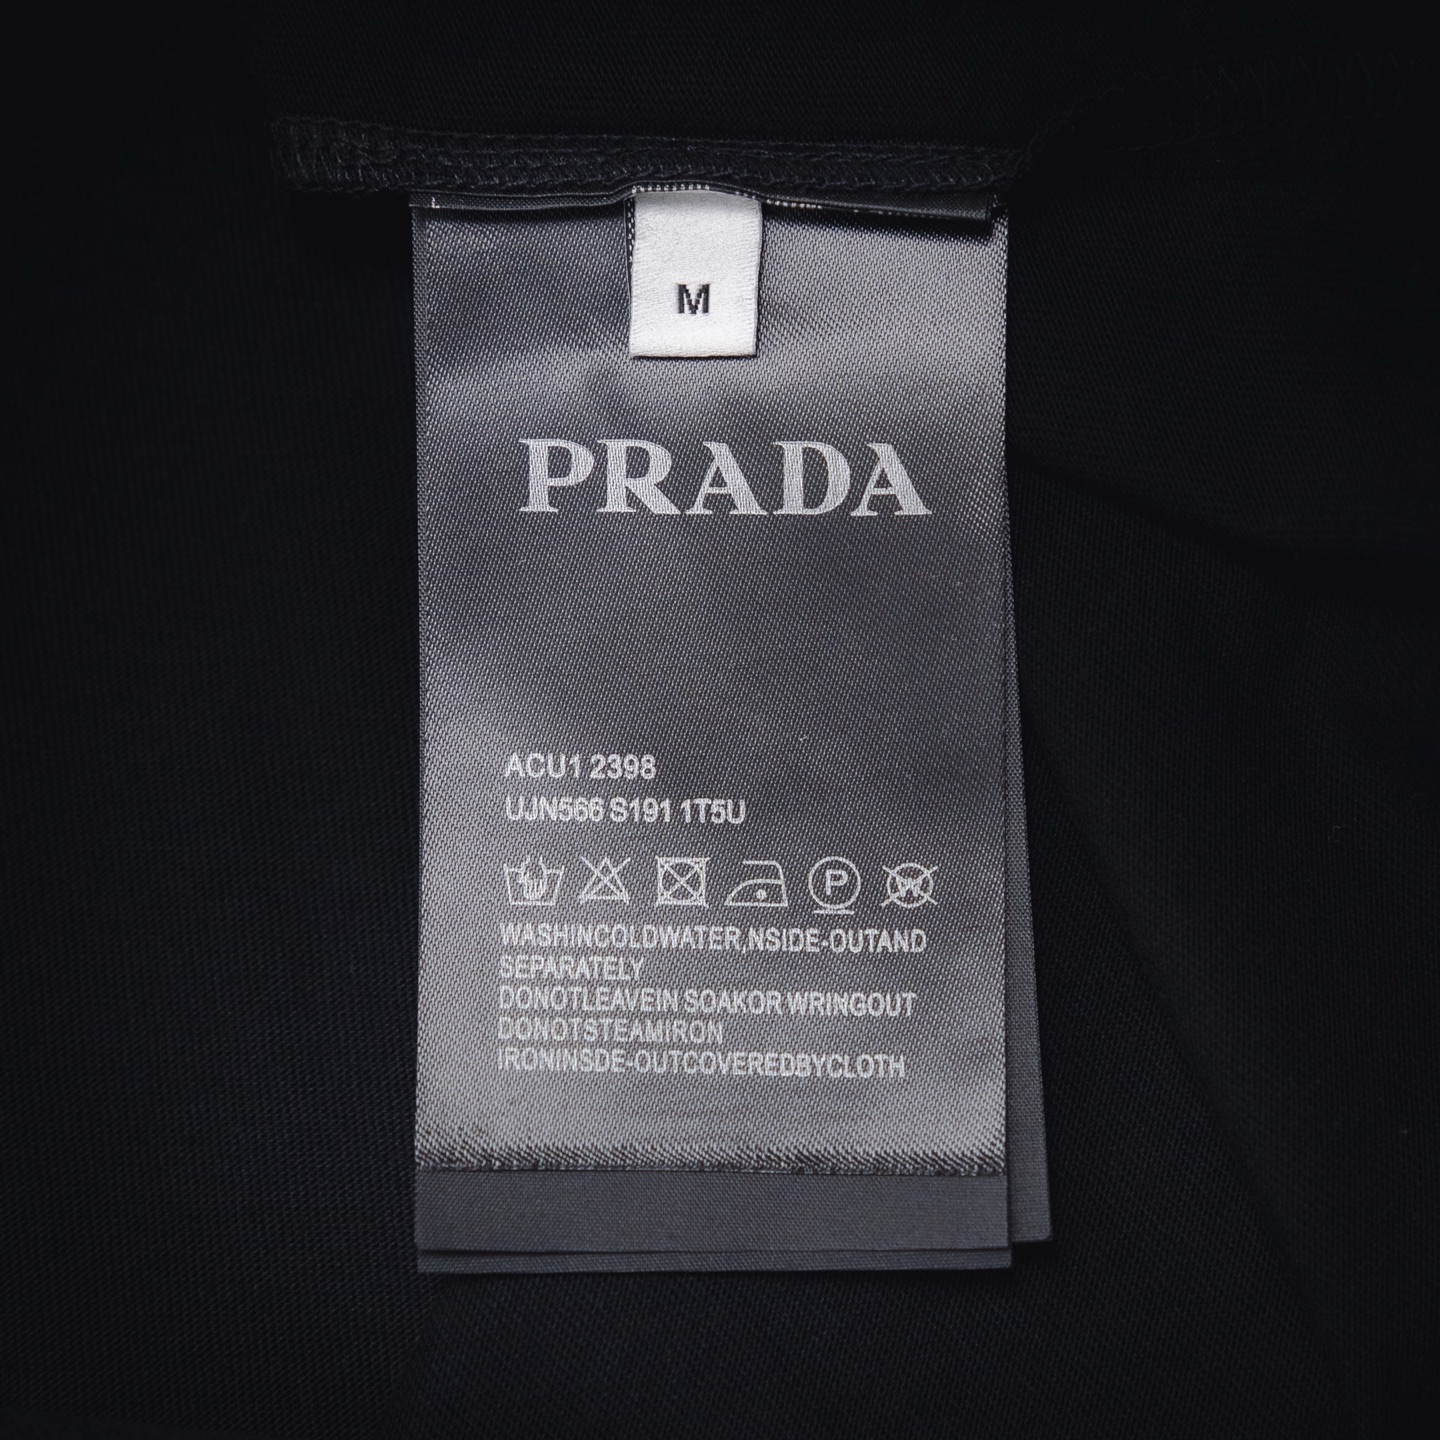 M
PRADA
ACU1 2398
UJN566 S191 1T5U
P
W
WASHINCOLDWATER,NSIDE-OUTAND
SEPARATELY
DONOTLEAVEIN SOAKOR WRINGOUT
DONOTSTEAMIRON
IRONINSDE-OUTCOVEREDBYCLOTH